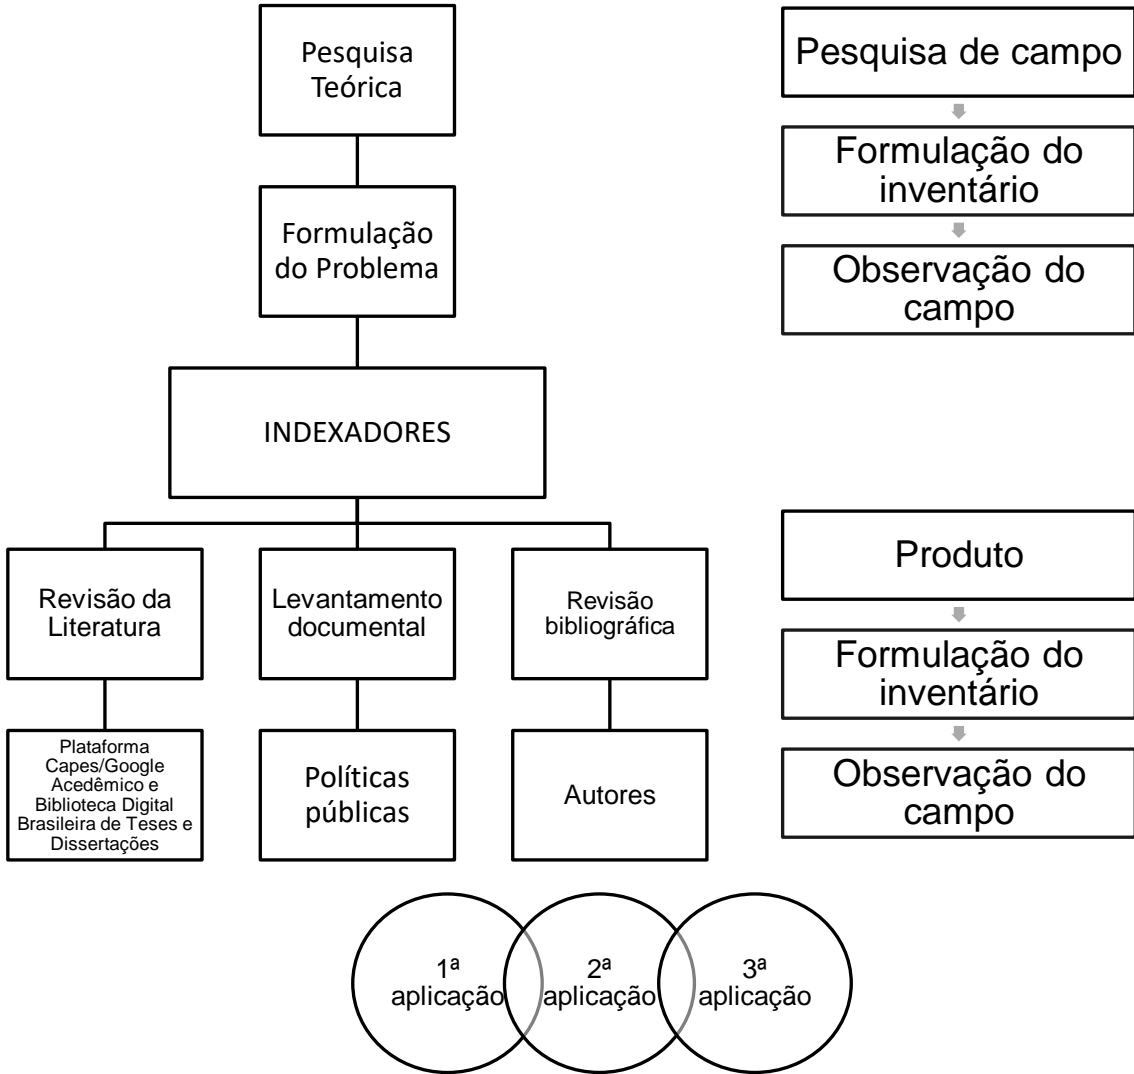 Pesquisa
Teórica
Formulação
do Problema
INDEXADORES
Revisão da
Literatura
Levantamento
documental
Revisão
bibliográfica
Plataforma
Capes/Google
Acedêmico e
Biblioteca Digital
Brasileira de Teses e
Dissertações
Políticas
públicas
Autores
Pesquisa de campo
Formulação do
inventário
Observação do
campo
Produto
Formulação do
inventário
Observação do
campo
1ª
aplicação
2ª
aplicação
3ª
aplicação